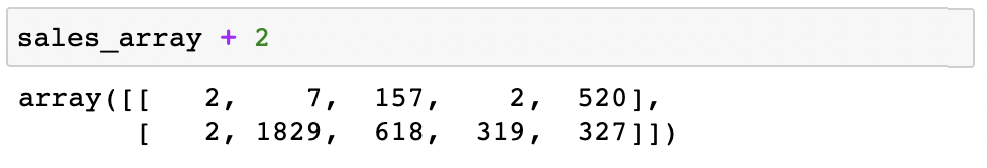 sales_array + 2
array([[   2,    7,  157,    2,  520],
       [   2, 1829,  618,  319,  327]])